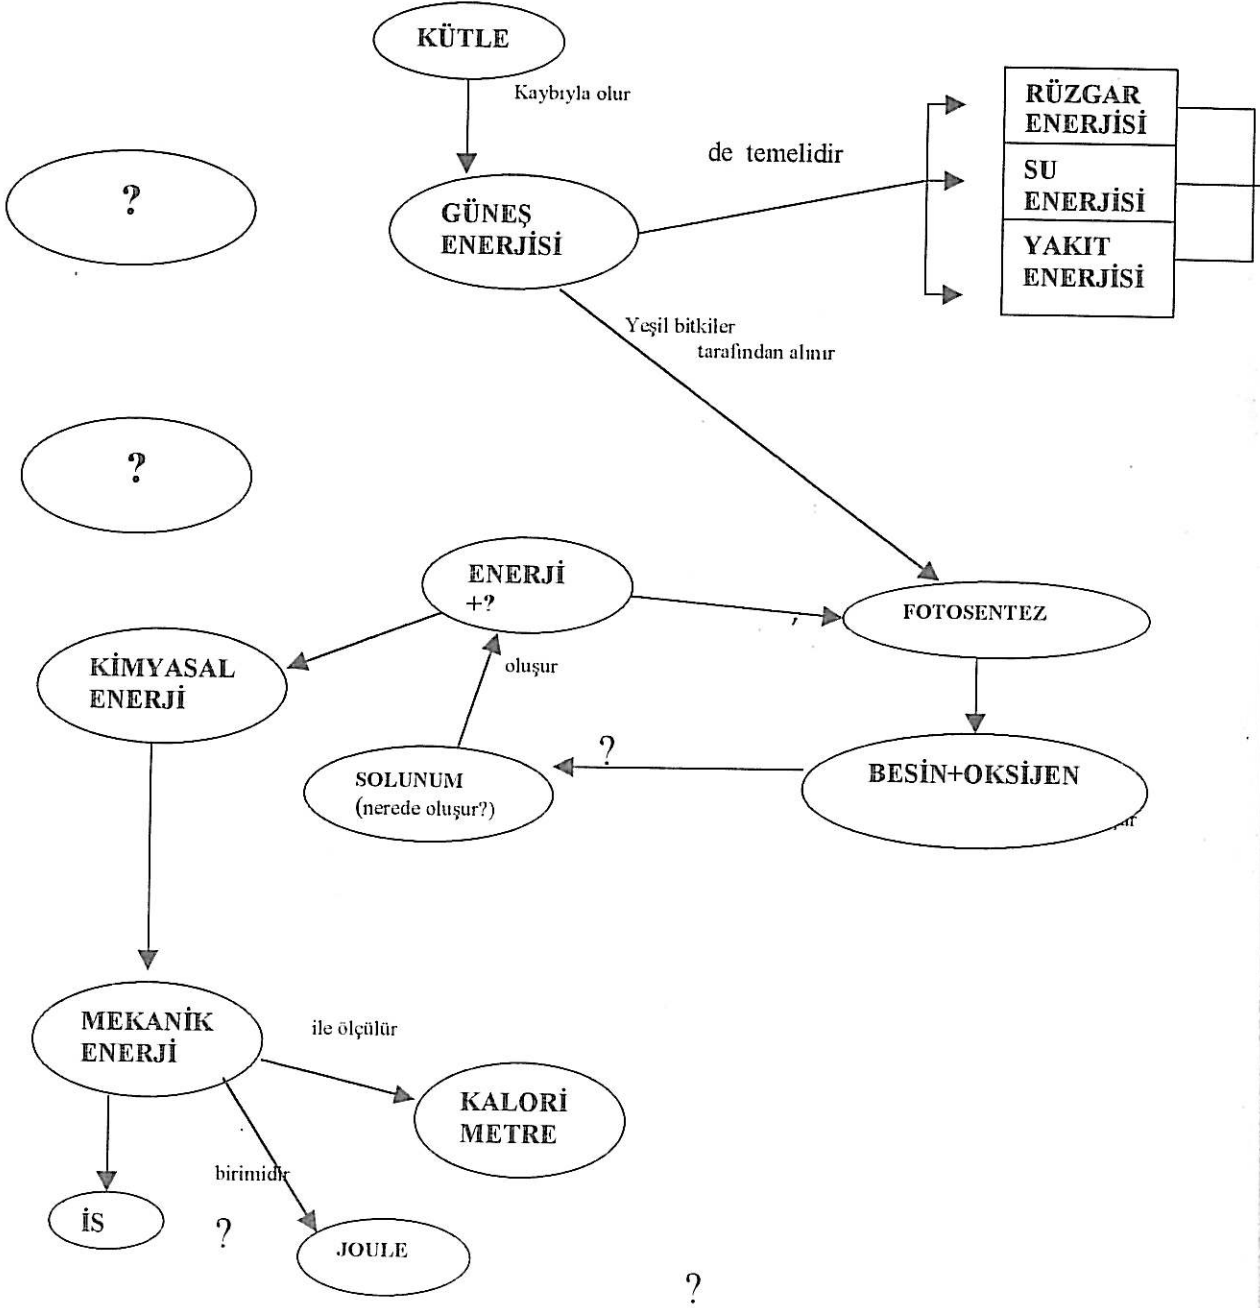 KÜTLE
Kaybıyla olur
RÜZGAR
ENERJİSİ
de temelidir
SU
ENERJİSİ
?
GÜNEŞ
ENERJİSİ
YAKIT
ENERJİSİ
Yeşil bitkiler
tarafından alınır
?
ENERJİ
+?
FOTOSENTEZ
KİMYASAL
ENERJİ
oluşur
?
SOLUNUM
(nerede oluşur?)
BESİN+OKSİJEN
MEKANİK
ENERJİ
ile ölçülür
KALORİ
METRE
birimidir
İS
?
JOULE
?